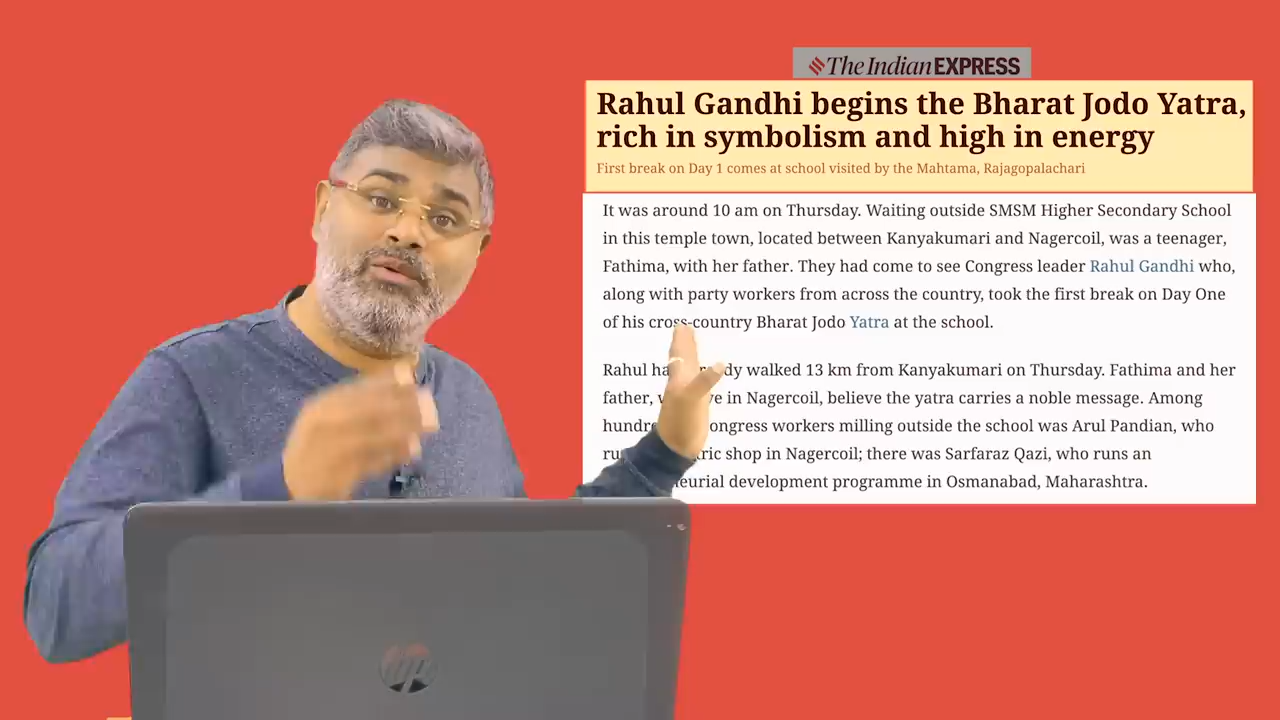 The Indian EXPRESS
Rahul Gandhi begins the Bharat Jodo Yatra,
rich in symbolism and high in energy
First break on Day 1 comes at school visited by the Mahtama, Rajagopalachari
It was around 10 am on Thursday. Waiting outside SMSM Higher Secondary School
in this temple town, located between Kanyakumari and Nagercoil, was a teenager,
Fathima, with her father. They had come to see Congress leader Rahul Gandhi who,
along with party workers from across the country, took the first break on Day One
of his cross-country Bharat Jodo Yatra at the school.
Rahul walked 13 km from Kanyakumari on Thursday. Fathima and her
father, in Nagercoil, believe the yatra carries a noble message. Among
workers milling outside the school was Arul Pandian, who
shop in Nagercoil; there was Sarfaraz Qazi, who runs an
development programme in Osmanabad, Maharashtra.
hp